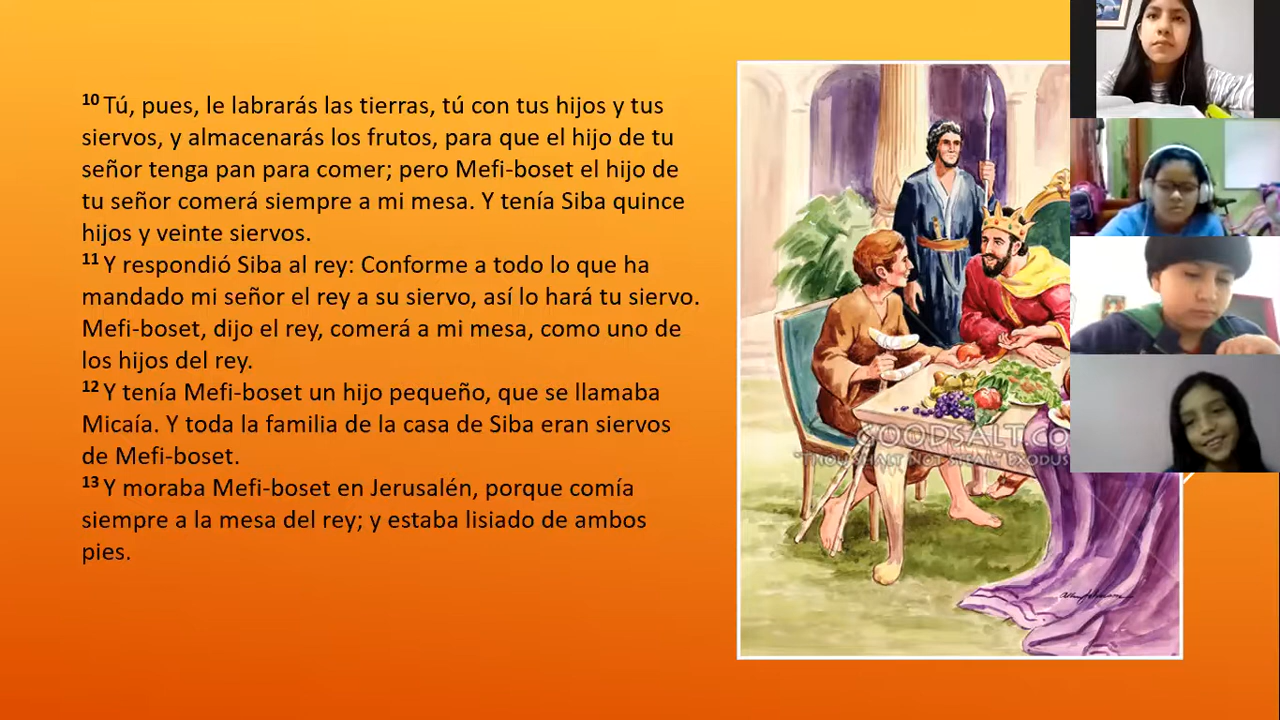 10 Tú, pues, le labrarás las tierras, tú con tus hijos y tus
siervos, y almacenarás los frutos, para que el hijo de tu
señor tenga pan para comer; pero Mefi-boset el hijo de
tu señor comerá siempre a mi mesa. Y tenía Siba quince
hijos y veinte siervos.
11 Y respondió Siba al rey: Conforme a todo lo que ha
mandado mi señor el rey a su siervo, así lo hará tu siervo.
Mefi-boset, dijo el rey, comerá a mi mesa, como uno de
los hijos del rey.
12 Y tenía Mefi-boset un hijo pequeño, que se llamaba
Micaía. Y toda la familia de la casa de Siba eran siervos
de Mefi-boset.
13 Y moraba Mefi-boset en Jerusalén, porque comía
siempre a la mesa del rey; y estaba lisiado de ambos
pies.
GOODSALT.CO
"THOU SHALT NOT STEAL" EXODUS